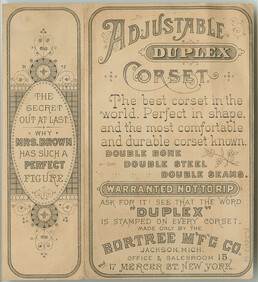 THE
SECRET
OUT AT LAST
WHY
MRS. BROWN
HAS SUCH A
PERFECT
FIGURE.
ADJUSTABLE
DUPLEX
CORSET.
The best corset in the
world. Perfect in shape,
and the most comfortable
and durable corset known.
DOUBLE BONE
DOUBLE STEEL
DOUBLE SEAMS.
WARRANTED NOT TO RIP
ASK FOR IT! SEE THAT THE WORD
"DUPLEX"
IS STAMPED ON EVERY CORSET.
MADE ONLY BY THE
BORTREE M'F'G CO.
JACKSON, MICH.
OFFICE & SALESROOM 15
17 MERCER ST. NEW YORK.